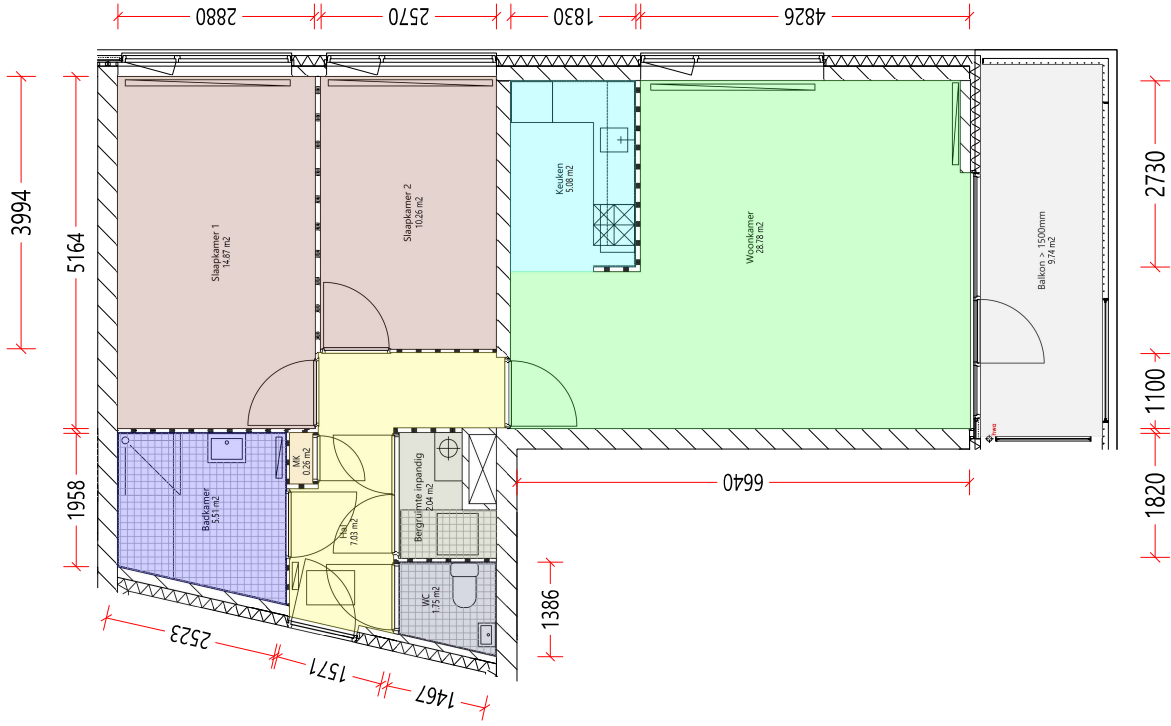 2880
2570
1830
4826
3994
5164
1958
2730
1100
1820
6640
1386
2523
1571
1467
Slaapkamer 1
14.87 m2
Slaapkamer 2
10.26 m2
Keuken
5.08 m2
Woonkamer
28.78 m2
Balkon > 1500mm
9.74 m2
Badkamer
5.51 m2
MK
0.26 m2
Hal
7.03 m2
Bergruimte inpandig
2.04 m2
WC
1.75 m2